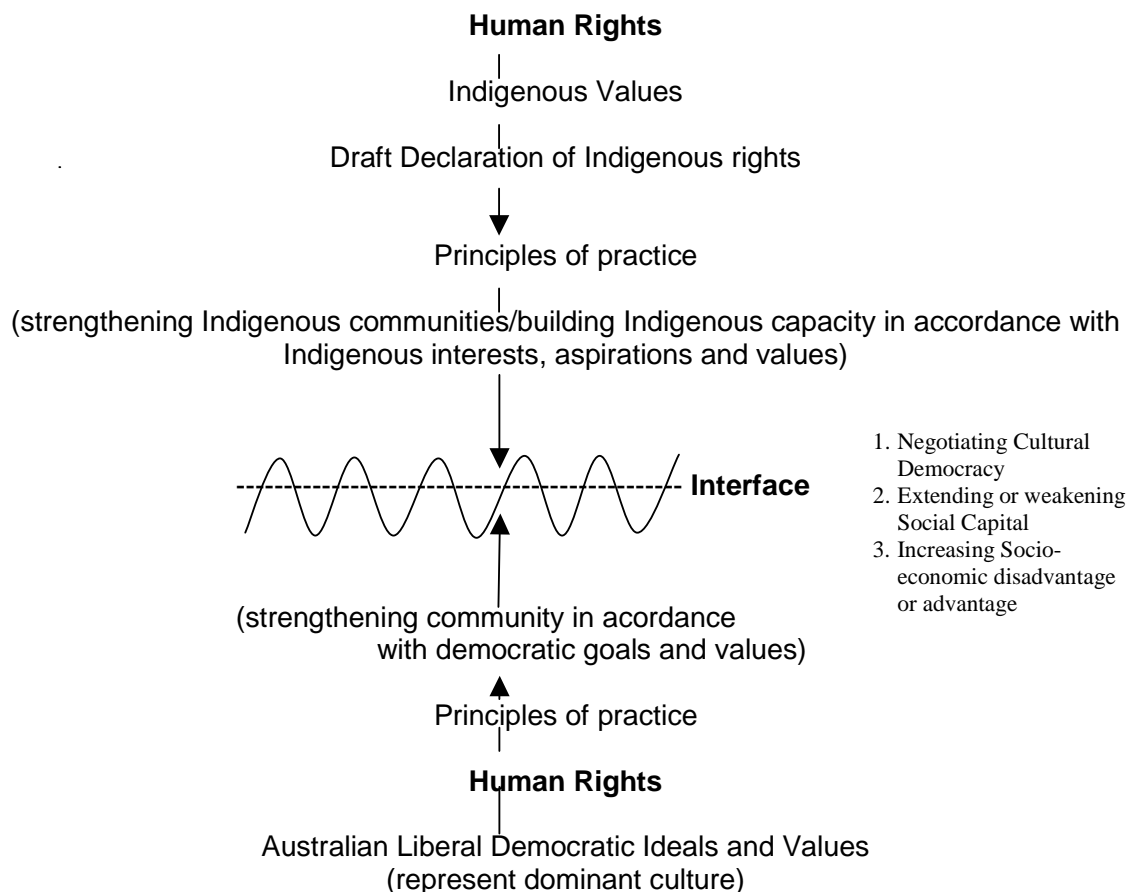 Human Rights
Indigenous Values
Draft Declaration of Indigenous rights
Principles of practice
(strengthening Indigenous communities/building Indigenous capacity in accordance with
Indigenous interests, aspirations and values)
Interface
1. Negotiating Cultural
Democracy
2. Extending or weakening
Social Capital
3. Increasing Socio-
economic disadvantage
or advantage
(strengthening community in acordance
with democratic goals and values)
Principles of practice
Human Rights
Australian Liberal Democratic Ideals and Values
(represent dominant culture)